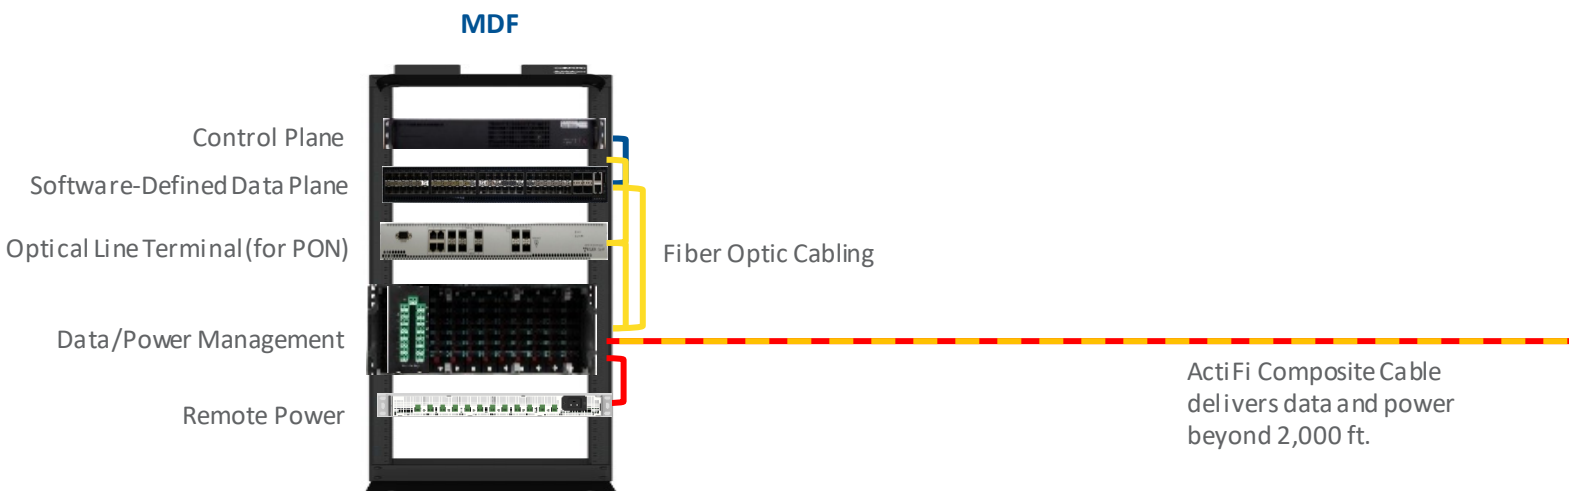 MDF
Control Plane
Software-Defined Data Plane
Optical Line Terminal (for PON)
Fiber Optic Cabling
Data/Power Management
ActiFi Composite Cable
delivers data and power
beyond 2,000 ft.
Remote Power